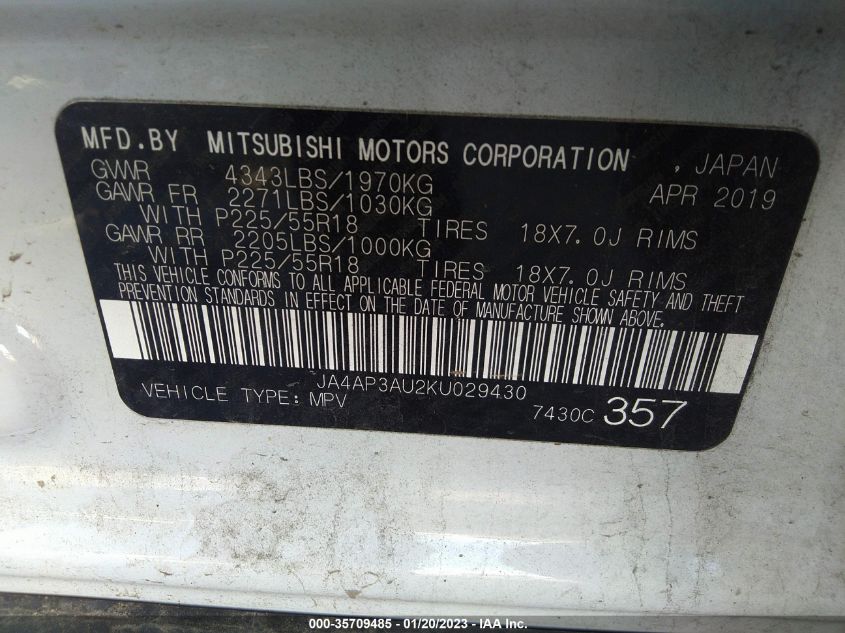 MFD.BY MITSUBISHI MOTORS CORPORATION , JAPAN
GVWR 4343LBS/1970KG APR 2019
GAWR FR 2271LBS/1030KG
WITH P225/55R18 TIRES 18X7.0J RIMS
GAWR RR 2205LBS/1000KG
WITH P225/55R18 TIRES 18X7.0J RIMS
THIS VEHICLE CONFORMS TO ALL APPLICABLE FEDERAL MOTOR VEHICLE SAFETY AND THEFT
PREVENTION STANDARDS IN EFFECT ON THE DATE OF MANUFACTURE SHOWN ABOVE.
JA4AP3AU2KU029430
VEHICLE TYPE: MPV 7430C 357
000-35709485 - 01/20/2023 - IAA Inc.